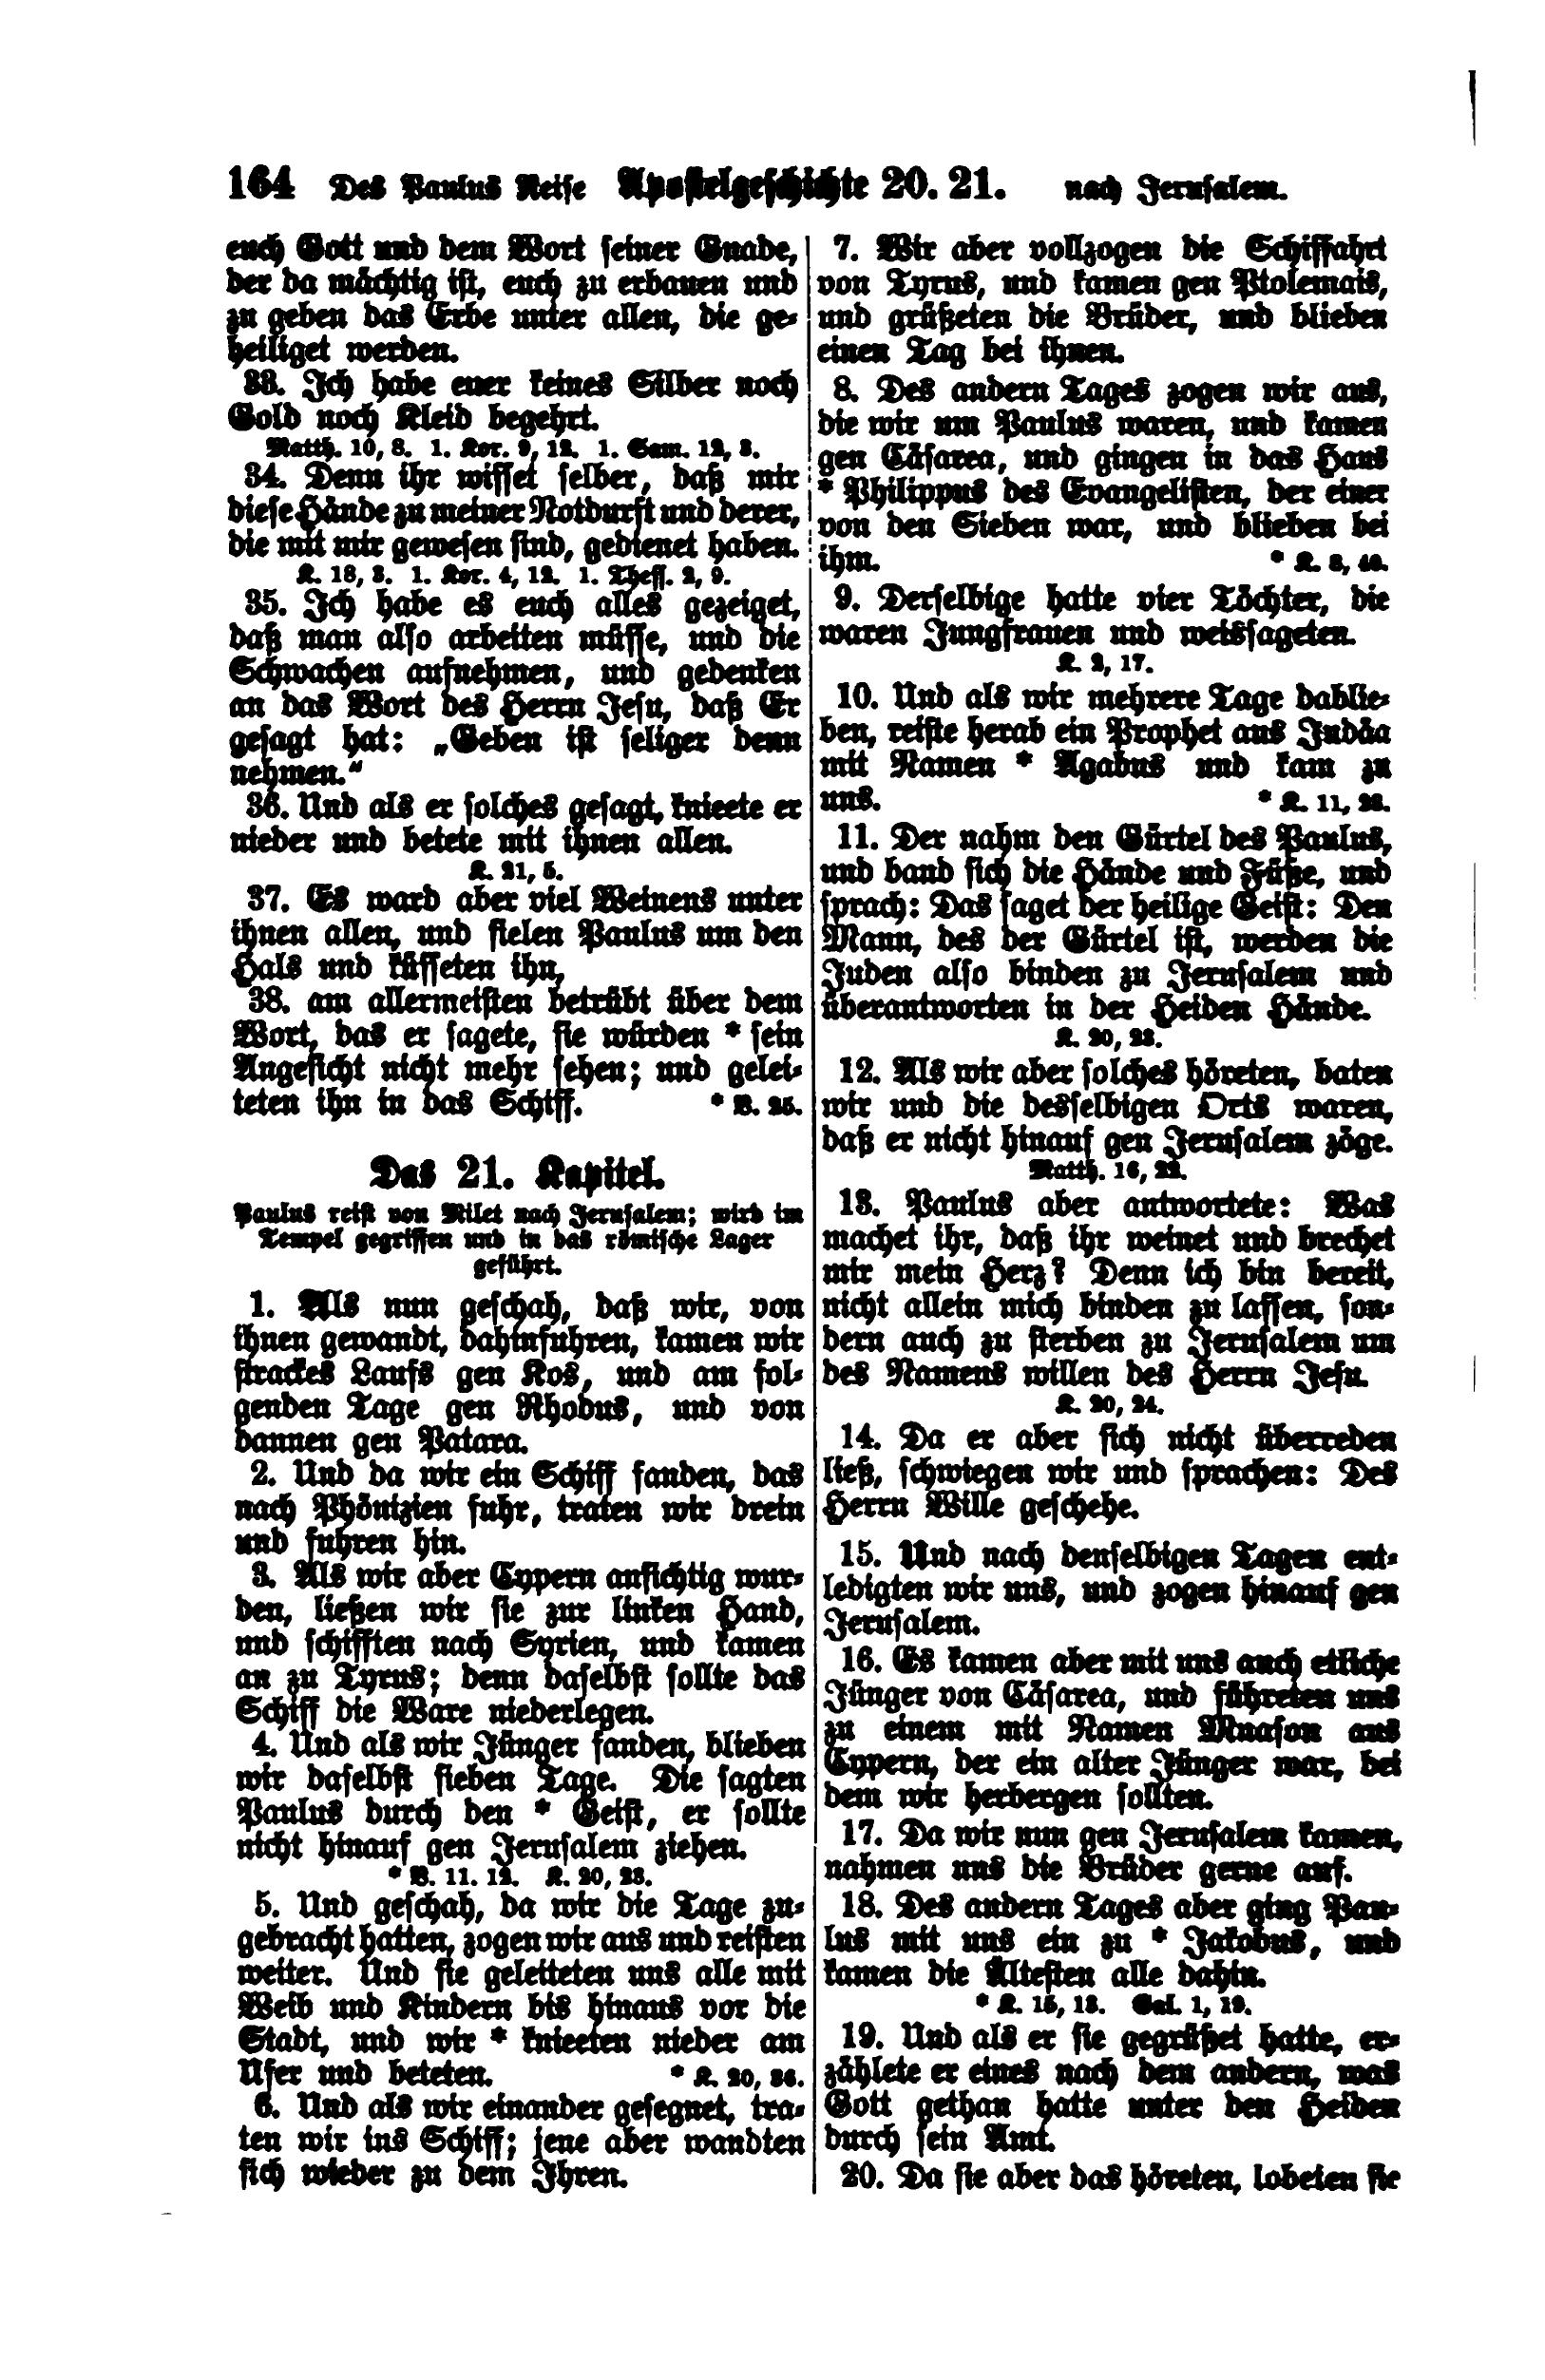 164 Des Paulus Reise Apostelgeschichte 20. 21. nach Jerusalem.
euch Gott und dem Wort seiner Gnade,
der da mächtig ist, euch zu erbauen und
zu geben das Erbe unter allen, die ge-
heiliget werden.
33. Ich habe euer keines Silber noch
Gold noch Kleid begehrt.
Matth. 10, 8. 1. Kor. 9, 12. 1. Sam. 12, 3.
34. Denn ihr wisset selber, daß mir
diese Hände zu meiner Notdurft und derer,
die mit mir gewesen sind, gedienet haben.
K. 18, 3. 1. Kor. 4, 12. 1. Thess. 2, 9.
35. Ich habe es euch alles gezeiget,
daß man also arbeiten müsse, und die
Schwachen aufnehmen, und gedenken
an das Wort des Herrn Jesu, daß Er
gesagt hat: „Geben ist seliger denn
nehmen.“
36. Und als er solches gesagt, knieete er
nieder und betete mit ihnen allen.
K. 21, 5.
37. Es ward aber viel Weinens unter
ihnen allen, und fielen Paulus um den
Hals und küsseten ihn,
38. am allermeisten betrübt über dem
Wort, das er sagete, sie würden * sein
Angesicht nicht mehr sehen; und gelei-
teten ihn in das Schiff. * V. 25.
Das 21. Kapitel.
Paulus reist von Milet nach Jerusalem; wird im
Tempel gegriffen und in das römische Lager
geführt.
1. Als nun geschah, daß wir, von
ihnen gewandt, dahinfuhren, kamen wir
strackes Laufs gen Kos, und am fol-
genden Tage gen Rhodus, und von
dannen gen Patara.
2. Und da wir ein Schiff fanden, das
nach Phönizien fuhr, traten wir drein
und fuhren hin.
3. Als wir aber Cypern ansichtig wur-
den, ließen wir sie zur linken Hand,
und schifften nach Syrien, und kamen
an zu Tyrus; denn daselbst sollte das
Schiff die Ware niederlegen.
4. Und als wir Jünger fanden, blieben
wir daselbst sieben Tage. Die sagten
Paulus durch den * Geist, er sollte
nicht hinauf gen Jerusalem ziehen.
* V. 11. 12. K. 20, 23.
5. Und geschah, da wir die Tage zu-
gebracht hatten, zogen wir aus und reisten
weiter. Und sie geleiteten uns alle mit
Weib und Kindern bis hinaus vor die
Stadt, und wir * knieeten nieder am
Ufer und beteten. * K. 20, 36.
6. Und als wir einander gesegnet, tra-
ten wir ins Schiff; jene aber wandten
sich wieder zu dem Ihren.
7. Wir aber vollzogen die Schiffahrt
von Tyrus, und kamen gen Ptolemais,
und grüßeten die Brüder, und blieben
einen Tag bei ihnen.
8. Des andern Tages zogen wir aus,
die wir um Paulus waren, und kamen
gen Cäsarea, und gingen in das Haus
* Philippus des Evangelisten, der einer
von den Sieben war, und blieben bei
ihm. * K. 8, 40.
9. Derselbige hatte vier Töchter, die
waren Jungfrauen und weissageten.
K. 2, 17.
10. Und als wir mehrere Tage dablie-
ben, reiste herab ein Prophet aus Judäa
mit Namen * Agabus und kam zu
uns. * K. 11, 28.
11. Der nahm den Gürtel des Paulus,
und band sich die Hände und Füße, und
sprach: Das saget der heilige Geist: Den
Mann, des der Gürtel ist, werden die
Juden also binden zu Jerusalem und
überantworten in der Heiden Hände.
K. 20, 23.
12. Als wir aber solches höreten, baten
wir und die desselbigen Orts waren,
daß er nicht hinauf gen Jerusalem zöge.
Matth. 16, 22.
13. Paulus aber antwortete: Was
machet ihr, daß ihr weinet und brechet
mir mein Herz? Denn ich bin bereit,
nicht allein mich binden zu lassen, son-
dern auch zu sterben zu Jerusalem um
des Namens willen des Herrn Jesu.
K. 20, 24.
14. Da er aber sich nicht überreden
ließ, schwiegen wir und sprachen: Des
Herrn Wille geschehe.
15. Und nach denselbigen Tagen ent-
ledigten wir uns, und zogen hinauf gen
Jerusalem.
16. Es kamen aber mit uns auch etliche
Jünger von Cäsarea, und führeten uns
zu einem mit Namen Mnason aus
Cypern, der ein alter Jünger war, bei
dem wir herbergen sollten.
17. Da wir nun gen Jerusalem kamen,
nahmen uns die Brüder gerne auf.
18. Des andern Tages aber ging Pau-
lus mit uns ein zu * Jakobus, und
kamen die Ältesten alle dahin.
* K. 15, 13. Gal. 1, 19.
19. Und als er sie gegrüßet hatte, er-
zählete er eines nach dem andern, was
Gott gethan hatte unter den Heiden
durch sein Amt.
20. Da sie aber das höreten, lobeten sie